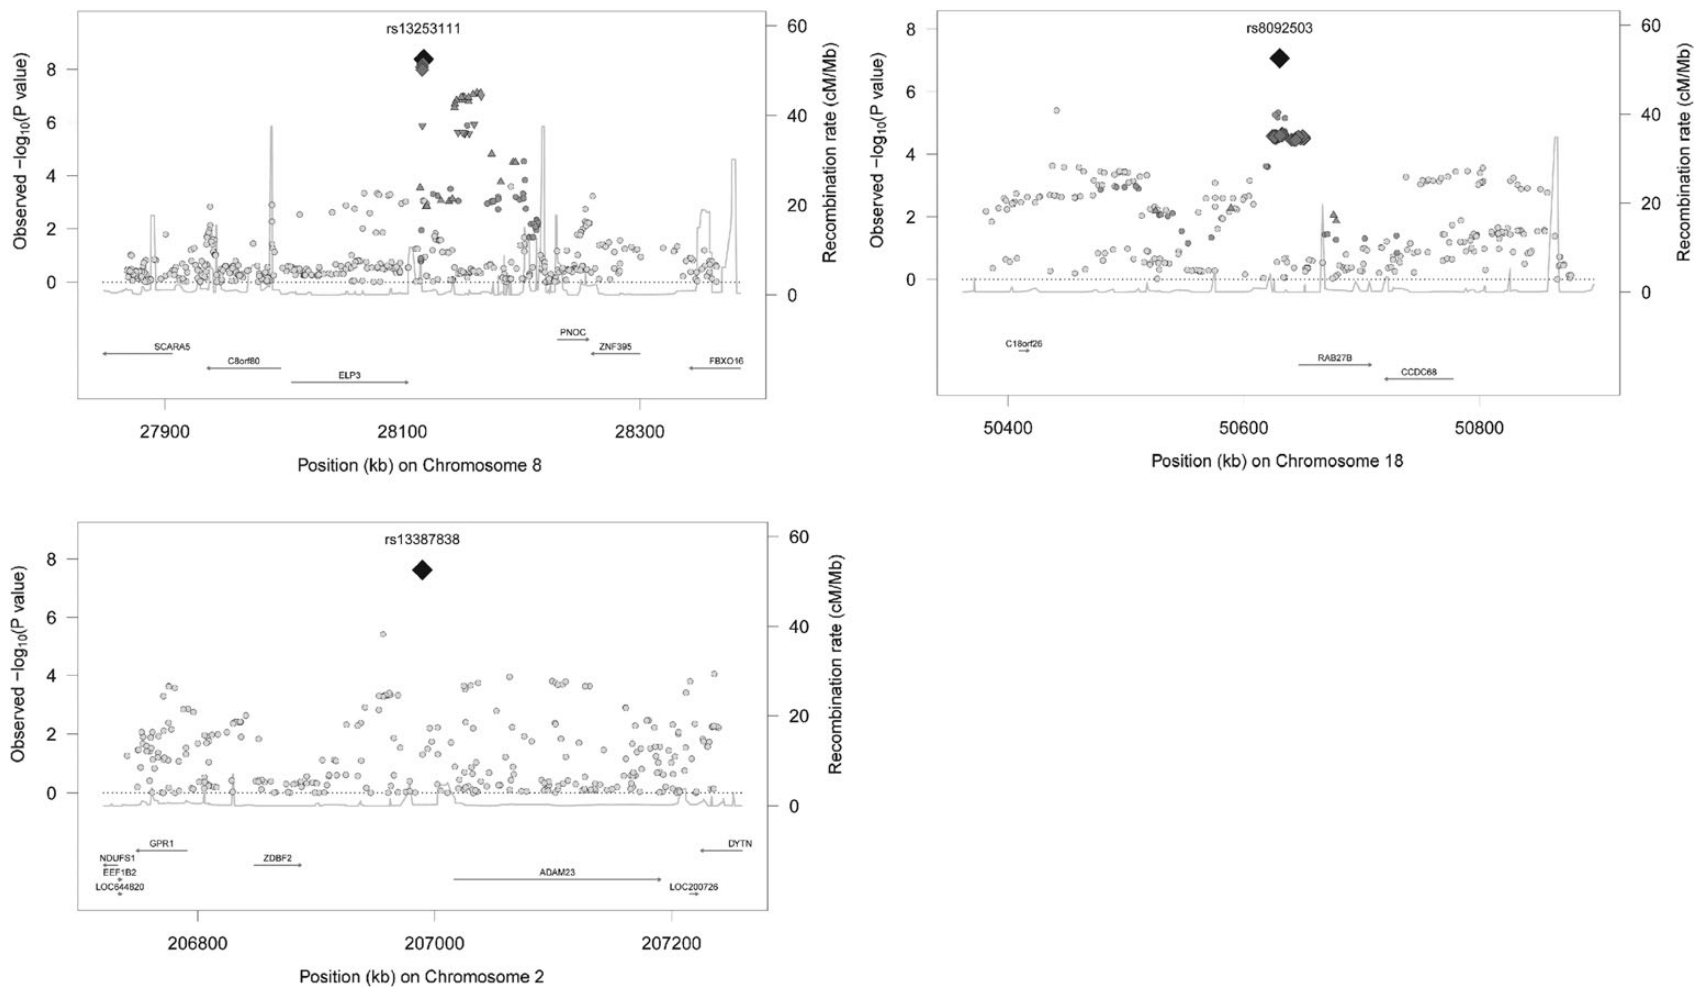 rs13253111
Observed −log10(P value)
8
6
4
2
0
60
40
20
0
Recombination rate (cM/Mb)
PNOC
SCARA5
ZNF395
C8orf80
FBXO16
ELP3
27900
28100
28300
Position (kb) on Chromosome 8
rs8092503
Observed −log10(P value)
8
6
4
2
0
60
40
20
0
Recombination rate (cM/Mb)
C18orf26
RAB27B
CCDC68
50400
50600
50800
Position (kb) on Chromosome 18
rs13387838
Observed −log10(P value)
8
6
4
2
0
60
40
20
0
Recombination rate (cM/Mb)
GPR1
DYTN
NDUFS1
ZDBF2
EEF1B2
ADAM23
LOC644820
LOC200726
206800
207000
207200
Position (kb) on Chromosome 2